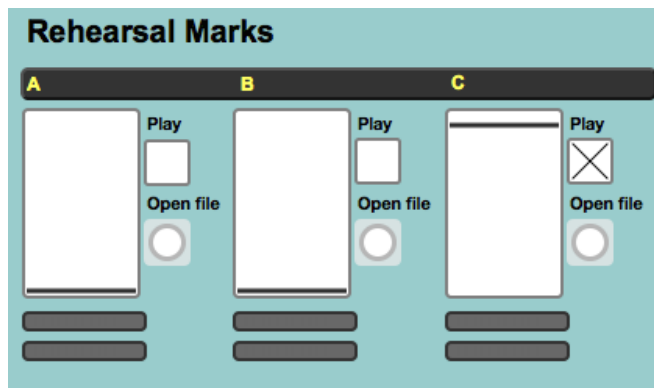 Rehearsal Marks
A B C
Play Play Play
Open file Open file Open file